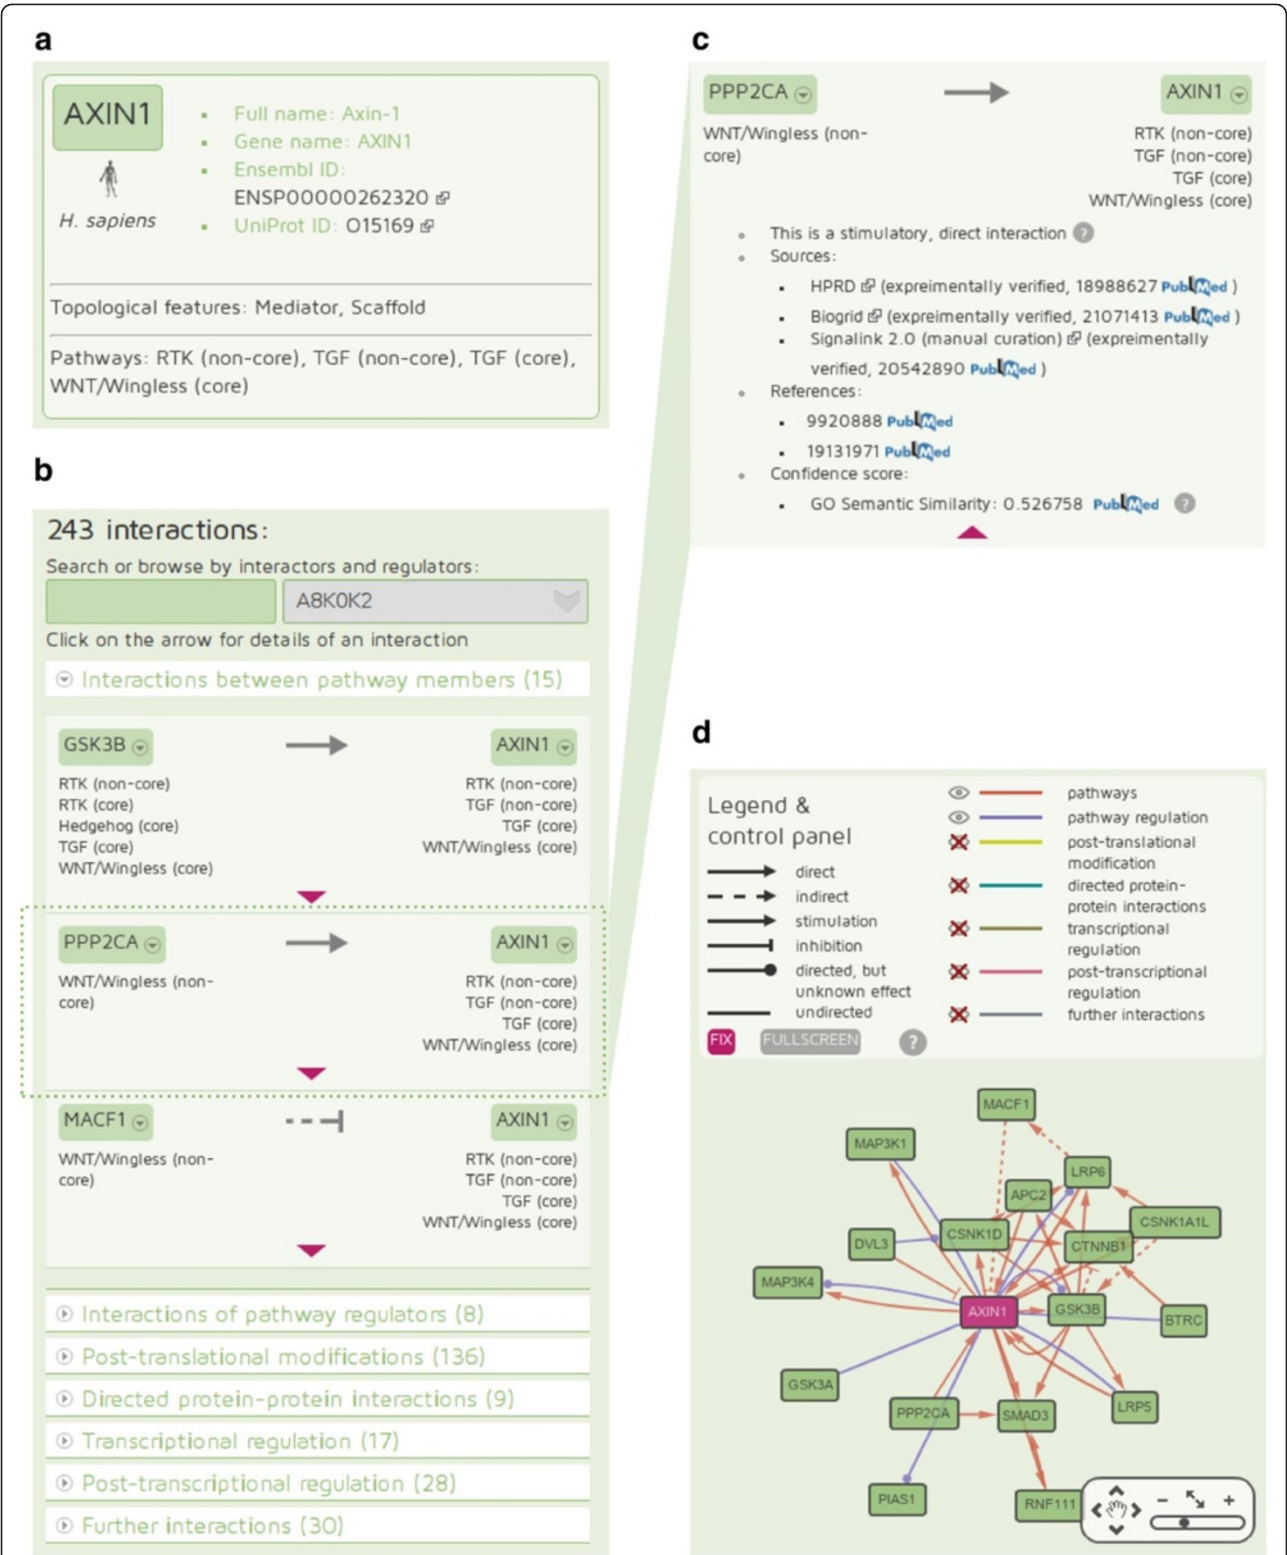 a
AXIN1
H. sapiens
Full name: Axin-1
Gene name: AXIN1
Ensembl ID:
ENSP00000262320
UniProt ID: O15169
Topological features: Mediator, Scaffold
Pathways: RTK (non-core), TGF (non-core), TGF (core),
WNT/Wingless (core)
b
243 interactions:
Search or browse by interactors and regulators:
A8K0K2
Click on the arrow for details of an interaction
Interactions between pathway members (15)
GSK3B
AXIN1
RTK (non-core)
RTK (core)
Hedgehog (core)
TGF (core)
WNT/Wingless (core)
RTK (non-core)
TGF (non-core)
TGF (core)
WNT/Wingless (core)
PPP2CA
AXIN1
WNT/Wingless (non-
core)
RTK (non-core)
TGF (non-core)
TGF (core)
WNT/Wingless (core)
MACF1
AXIN1
WNT/Wingless (non-
core)
RTK (non-core)
TGF (non-core)
TGF (core)
WNT/Wingless (core)
Interactions of pathway regulators (8)
Post-translational modifications (136)
Directed protein-protein interactions (9)
Transcriptional regulation (17)
Post-transcriptional regulation (28)
Further interactions (30)
c
PPP2CA
AXIN1
WNT/Wingless (non-
core)
RTK (non-core)
TGF (non-core)
TGF (core)
WNT/Wingless (core)
This is a stimulatory, direct interaction ?
Sources:
HPRD (expreimentally verified, 18988627 PubMed )
Biogrid (expreimentally verified, 21071413 PubMed )
Signalink 2.0 (manual curation) (expreimentally
verified, 20542890 PubMed )
References:
9920888 PubMed
19131971 PubMed
Confidence score:
GO Semantic Similarity: 0.526758 PubMed ?
d
Legend &
control panel
direct
indirect
stimulation
inhibition
directed, but
unknown effect
undirected
FIX
FULLSCREEN
?
pathways
pathway regulation
post-translational
modification
directed protein-
protein interactions
transcriptional
regulation
post-transcriptional
regulation
further interactions
MACF1
MAP3K1
LRP6
APC2
CSNK1A1L
CSNK1D
DVL3
CTNNB1
MAP3K4
AXIN1
GSK3B
BTRC
GSK3A
PPP2CA
SMAD3
LRP5
PIAS1
RNF111